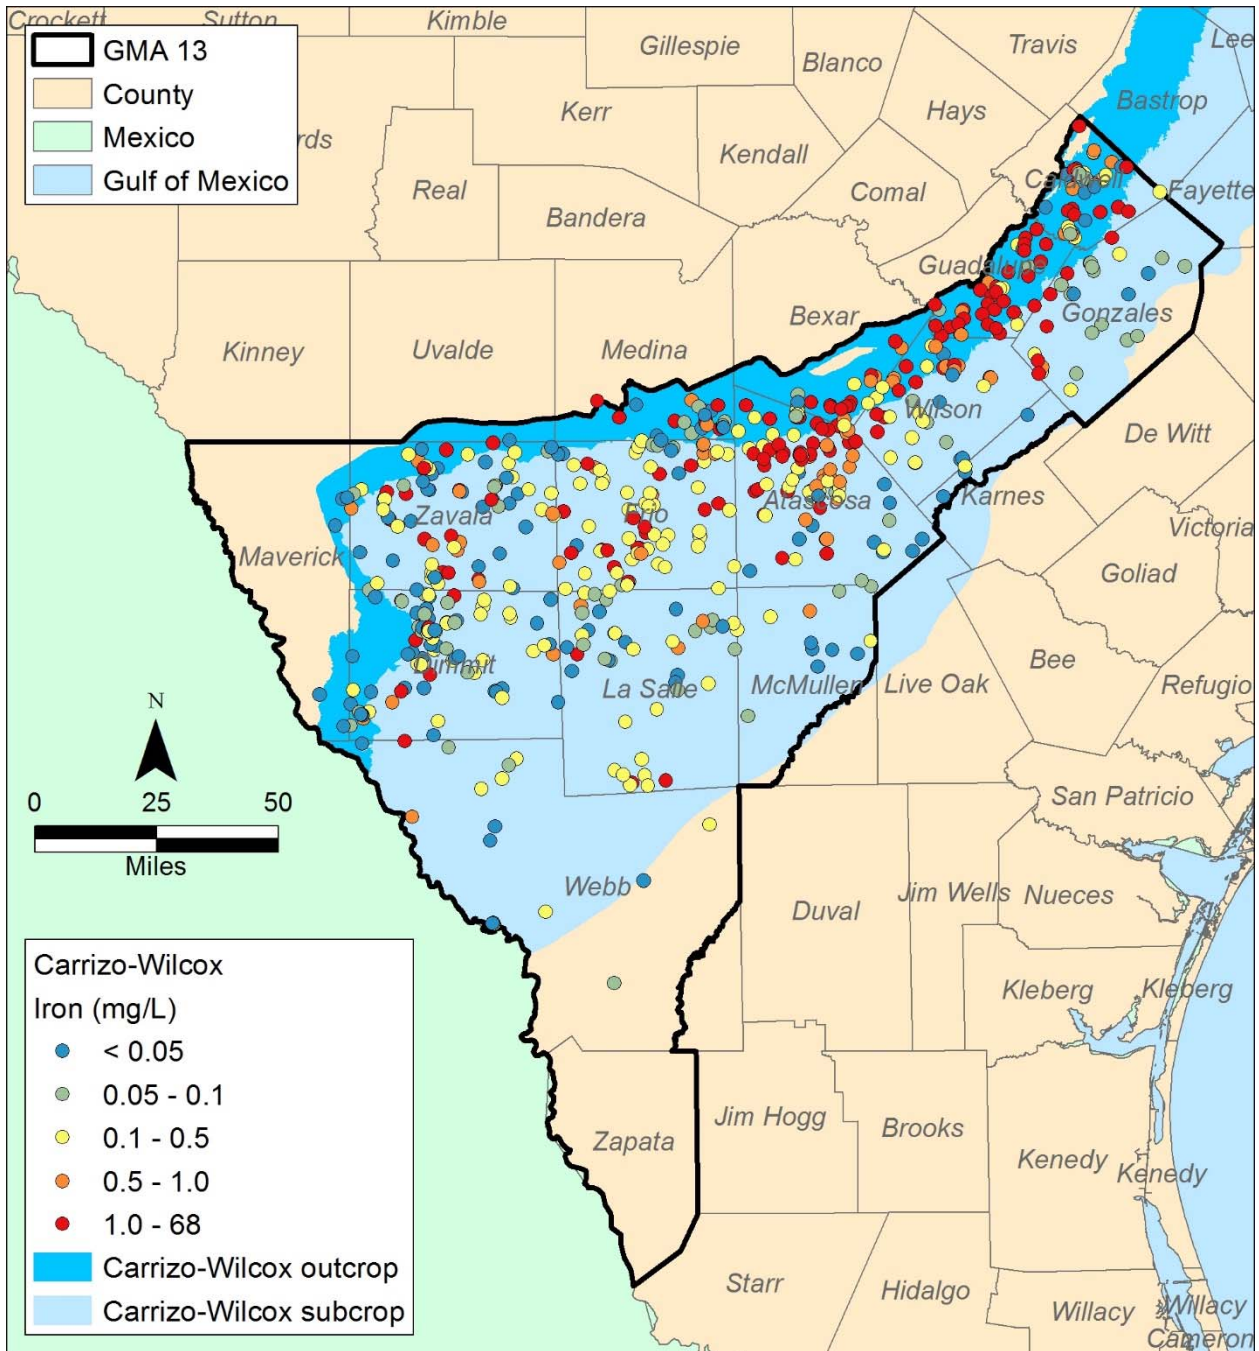 Crockett
Sutton
Kimble
Gillespie
Travis
Lee
Blanco
GMA 13
County
Mexico
Gulf of Mexico
rds
Kerr
Hays
Bastrop
Kendall
Real
Comal
Caldwell
Fayette
Bandera
Guadalupe
Bexar
Gonzales
Kinney
Uvalde
Medina
Wilson
De Witt
Karnes
Zavala
Frio
Atascosa
Victoria
Maverick
Goliad
Dimmit
La Salle
McMullen
Live Oak
Bee
Refugio
N
0 25 50
Miles
San Patricio
Webb
Duval
Jim Wells
Nueces
Kleberg
Kleberg
Carrizo-Wilcox
Iron (mg/L)
< 0.05
0.05 - 0.1
0.1 - 0.5
0.5 - 1.0
1.0 - 68
Carrizo-Wilcox outcrop
Carrizo-Wilcox subcrop
Zapata
Jim Hogg
Brooks
Kenedy
Kenedy
Starr
Hidalgo
Willacy
Willacy
Cameron